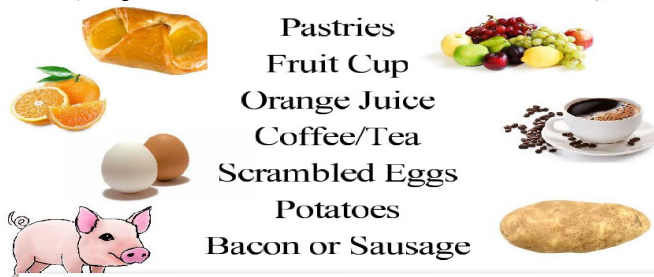 Pastries
Fruit Cup
Orange Juice
Coffee/Tea
Scrambled Eggs
Potatoes
Bacon or Sausage